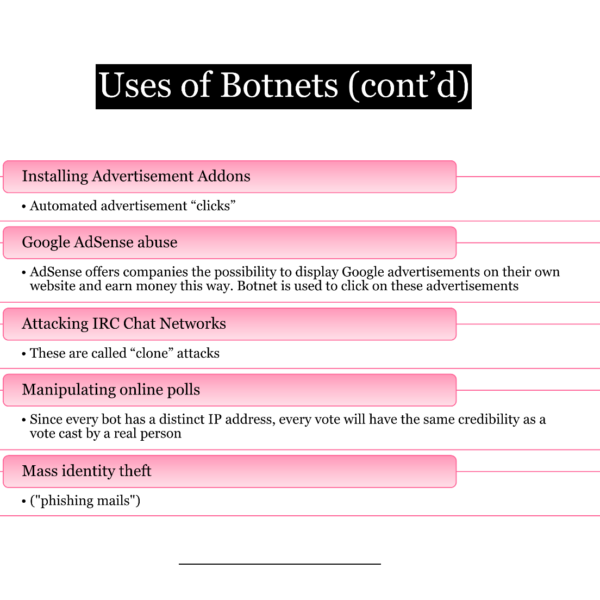 Uses of Botnets (cont’d)
Installing Advertisement Addons
• Automated advertisement “clicks”
Google AdSense abuse
• AdSense offers companies the possibility to display Google advertisements on their own
website and earn money this way. Botnet is used to click on these advertisements
Attacking IRC Chat Networks
• These are called “clone” attacks
Manipulating online polls
• Since every bot has a distinct IP address, every vote will have the same credibility as a
vote cast by a real person
Mass identity theft
• ("phishing mails")